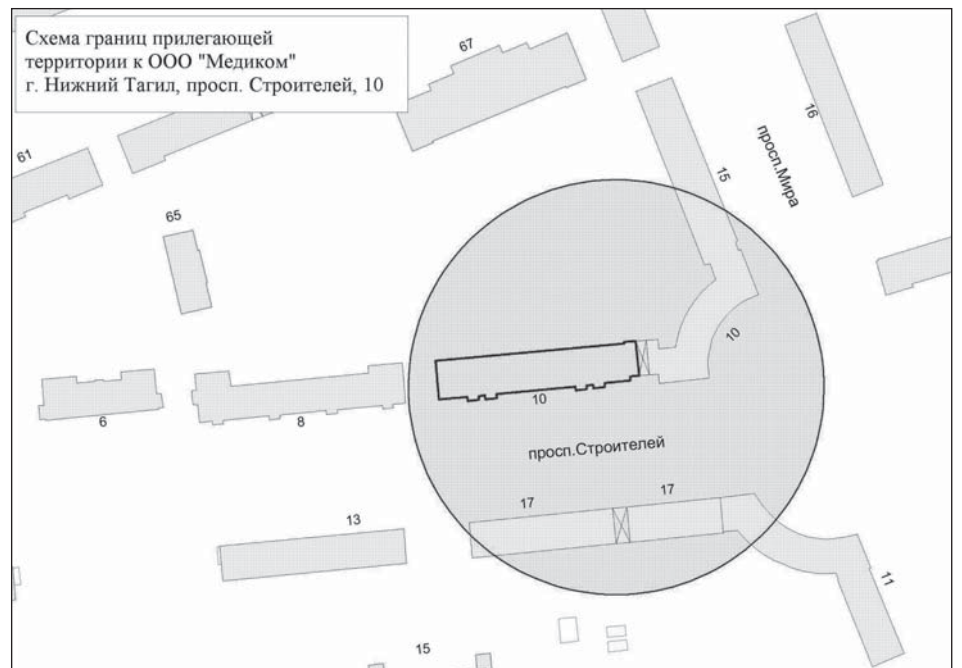 Схема границ прилегающей
территории к ООО "Медиком"
г. Нижний Тагил, просп. Строителей, 10
67
61
16
просп.Мира
15
65
10
10
6
8
просп.Строителей
17
17
13
11
15